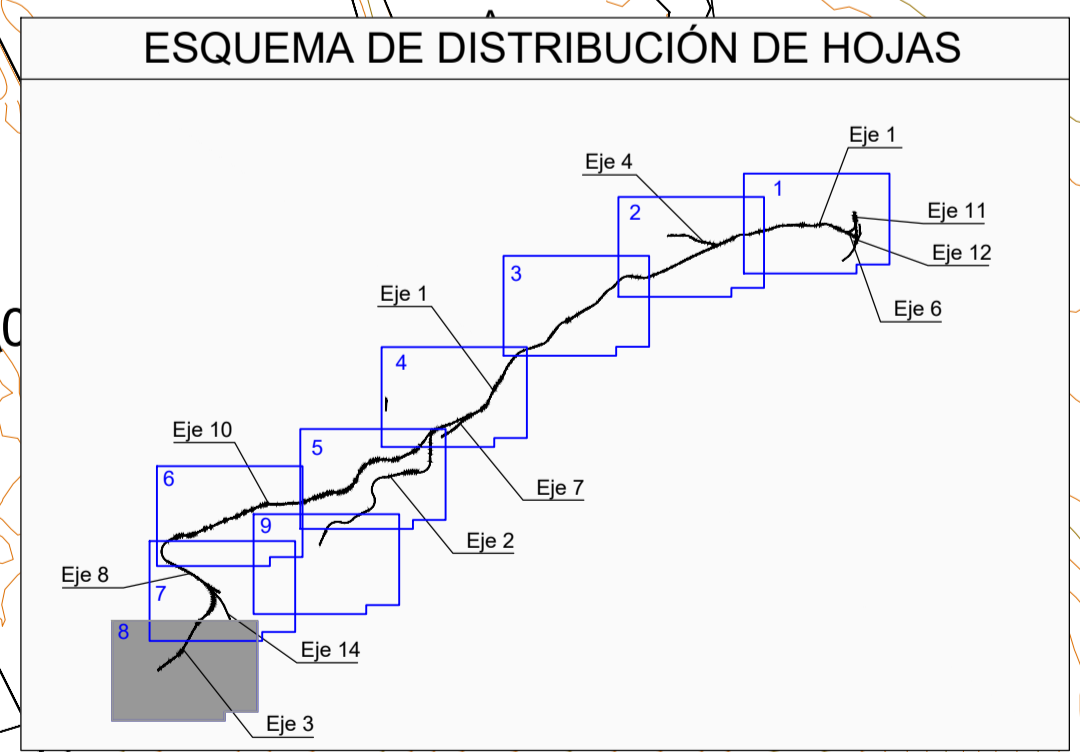 ESQUEMA DE DISTRIBUCIÓN DE HOJAS
Eje 1
Eje 4
1
2
Eje 11
Eje 12
3
Eje 1
Eje 6
4
Eje 10
5
6
Eje 7
9
Eje 2
Eje 8
7
8
Eje 14
Eje 3